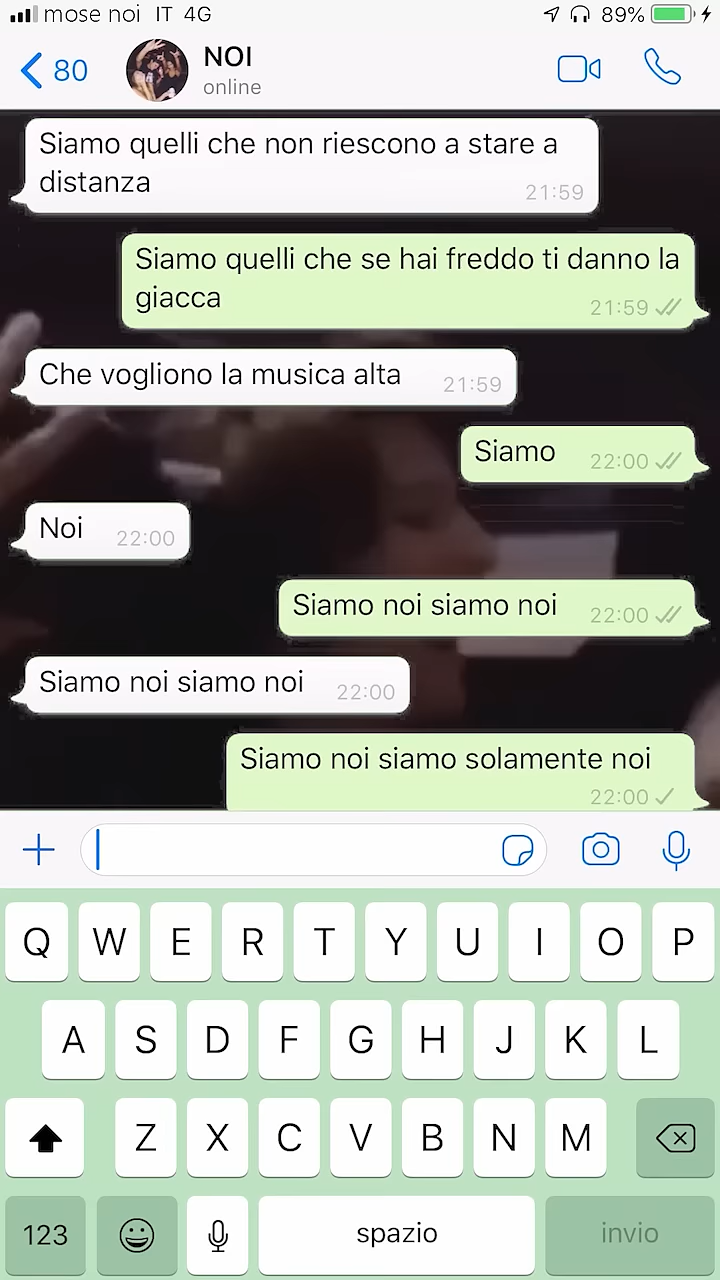 mose noi IT 4G 89%
80 NOI
online
Siamo quelli che non riescono a stare a
distanza 21:59
Siamo quelli che se hai freddo ti danno la
giacca 21:59
Che vogliono la musica alta 21:59
Siamo 22:00
Noi 22:00
Siamo noi siamo noi 22:00
Siamo noi siamo noi 22:00
Siamo noi siamo solamente noi
22:00
Q W E R T Y U I O P
A S D F G H J K L
Z X C V B N M
123 spazio invio